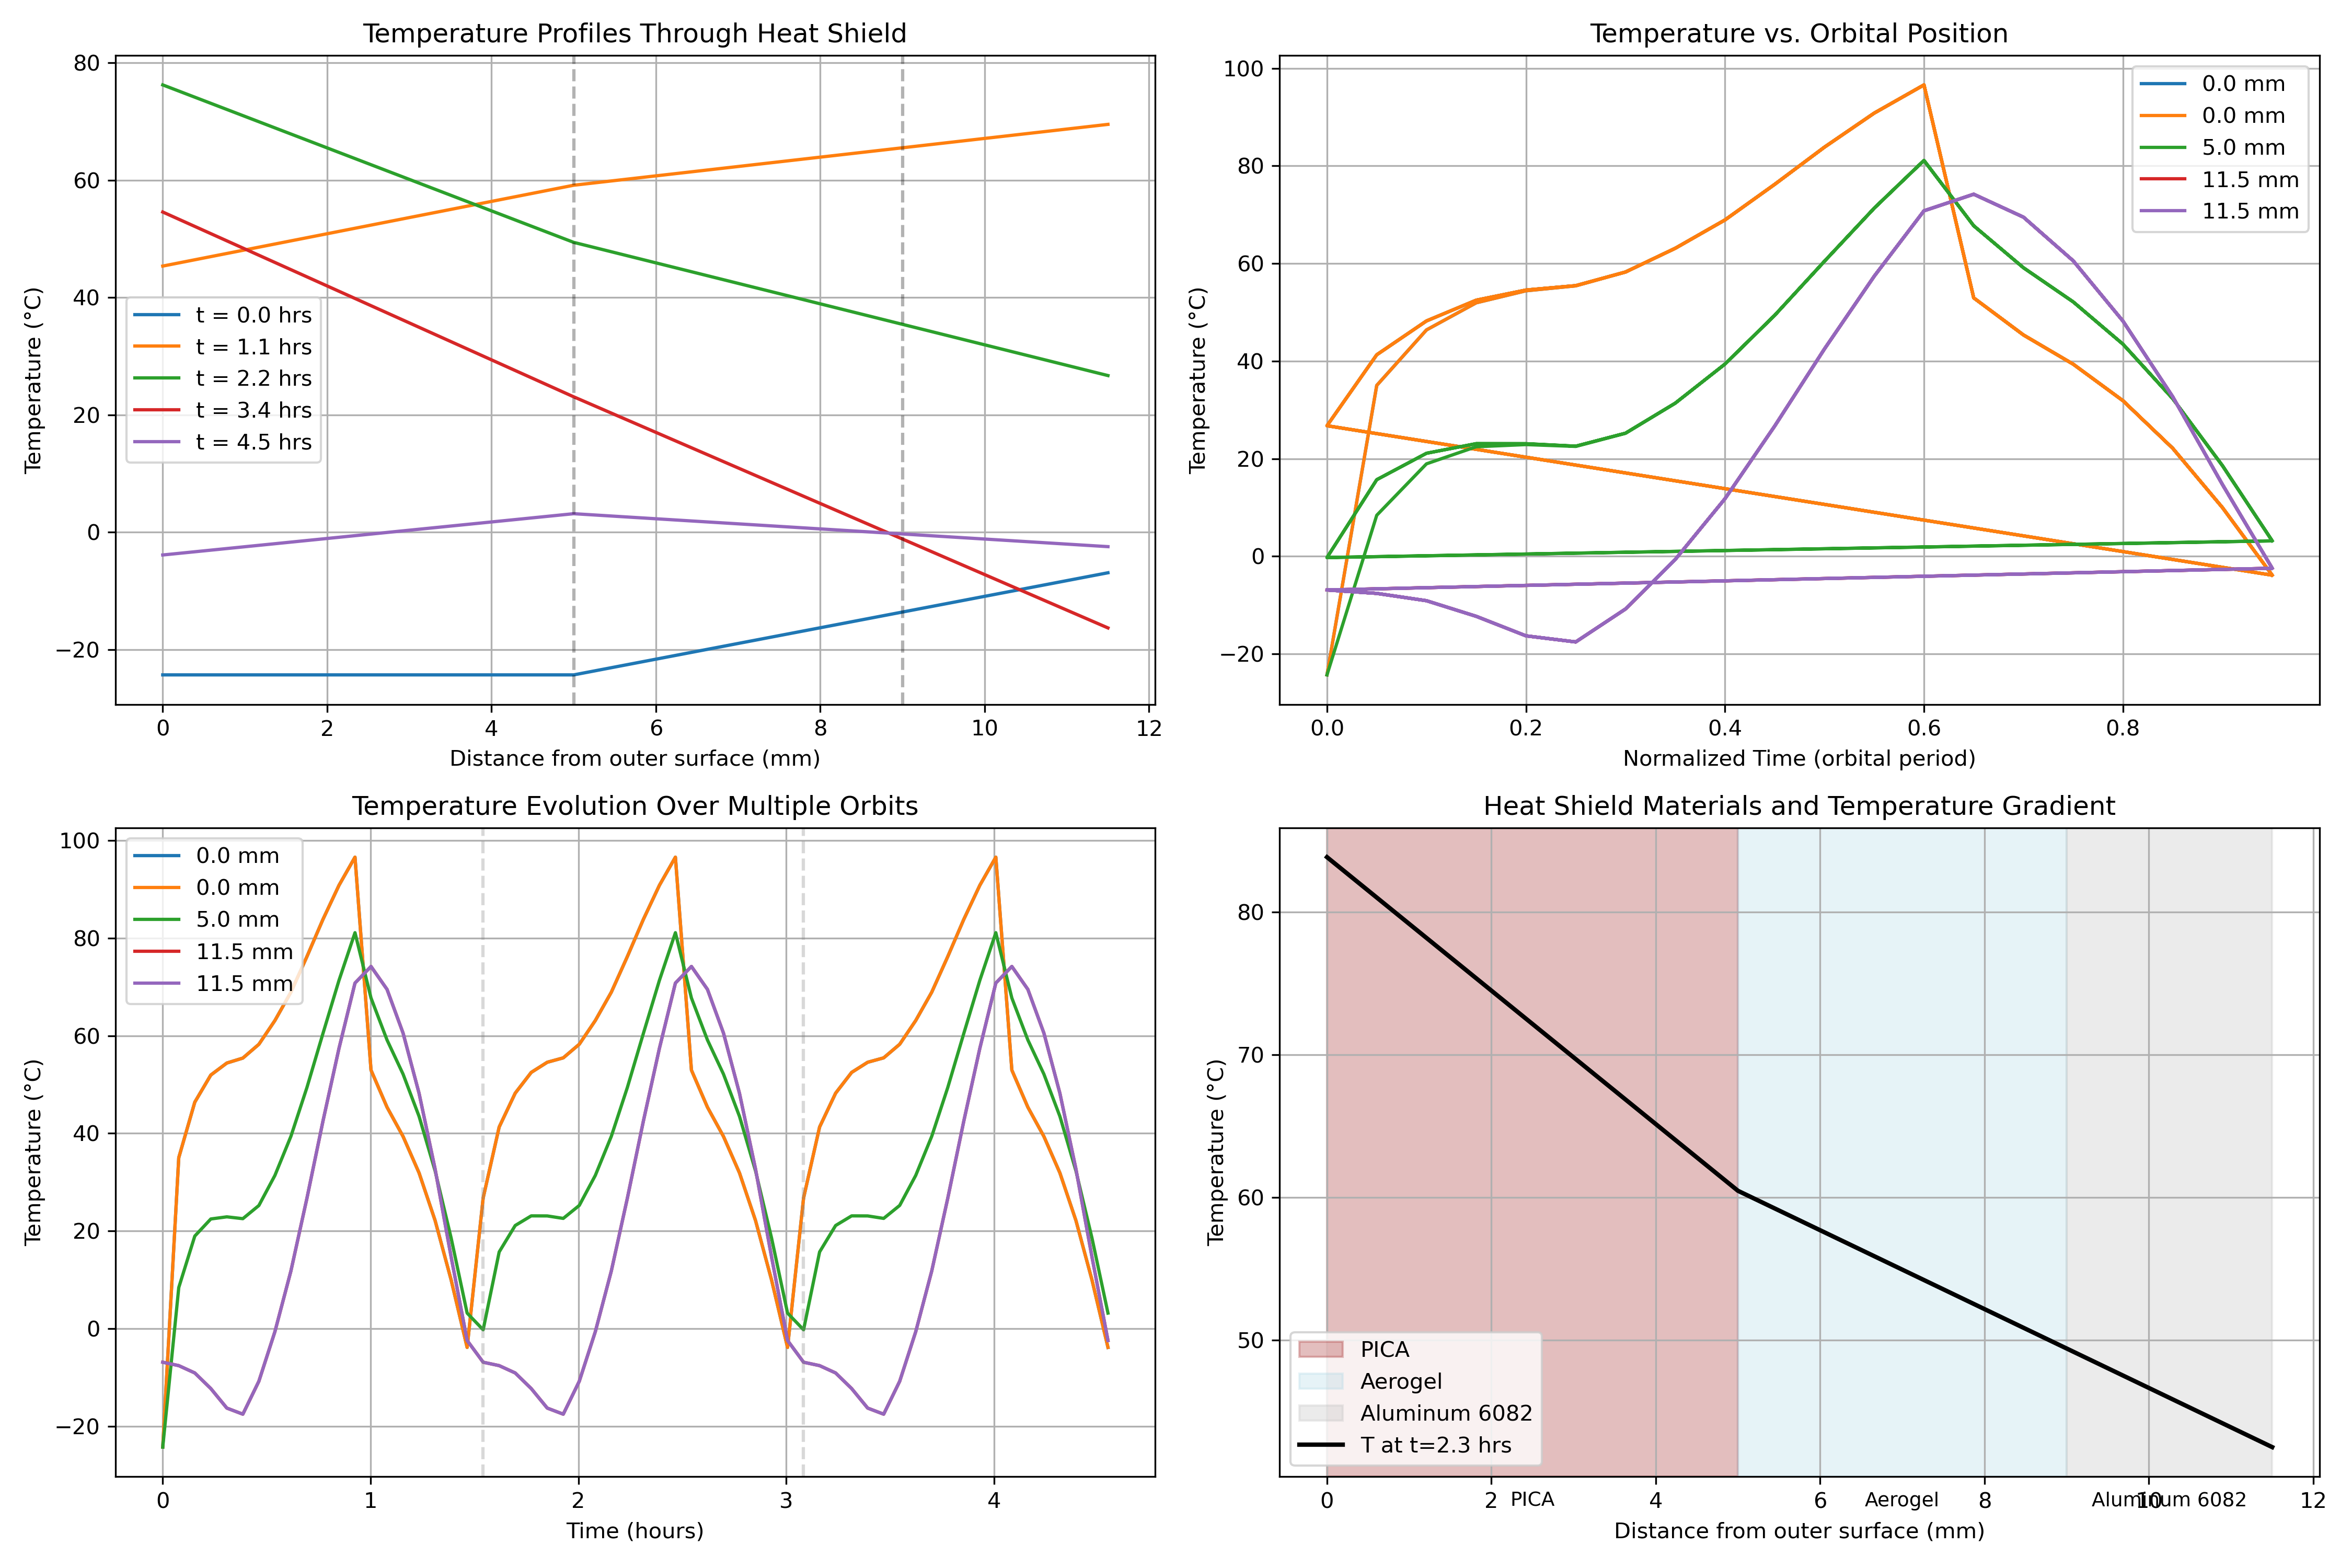 Temperature Profiles Through Heat Shield
80
60
40
20
0
−20
Temperature (°C)
t = 0.0 hrs
t = 1.1 hrs
t = 2.2 hrs
t = 3.4 hrs
t = 4.5 hrs
0 2 4 6 8 10 12
Distance from outer surface (mm)
Temperature vs. Orbital Position
100
80
60
40
20
0
−20
Temperature (°C)
0.0 mm
0.0 mm
5.0 mm
11.5 mm
11.5 mm
0.0 0.2 0.4 0.6 0.8
Normalized Time (orbital period)
Temperature Evolution Over Multiple Orbits
100
80
60
40
20
0
−20
Temperature (°C)
0.0 mm
0.0 mm
5.0 mm
11.5 mm
11.5 mm
0 1 2 3 4
Time (hours)
Heat Shield Materials and Temperature Gradient
80
70
60
50
Temperature (°C)
PICA
Aerogel
Aluminum 6082
T at t=2.3 hrs
0 2 4 6 8 10 12
PICA Aerogel Aluminum 6082
Distance from outer surface (mm)